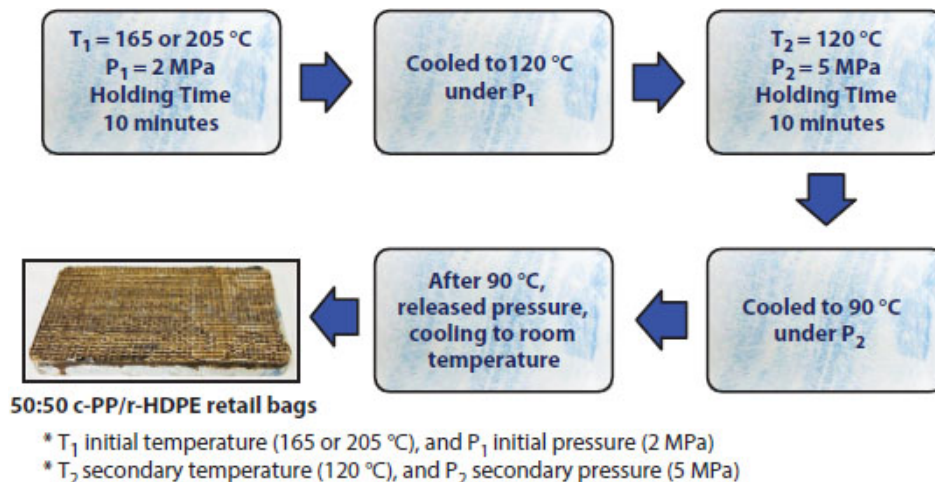 T₁ = 165 or 205 °C
P₁ = 2 MPa
Holding Time
10 minutes
Cooled to120 °C
under P₁
T₂ = 120 °C
P₂ = 5 MPa
Holding Time
10 minutes
Cooled to 90 °C
under P₂
After 90 °C,
released pressure,
cooling to room
temperature
50:50 c-PP/r-HDPE retail bags
* T₁ initial temperature (165 or 205 °C), and P₁ initial pressure (2 MPa)
* T₂ secondary temperature (120 °C), and P₂ secondary pressure (5 MPa)